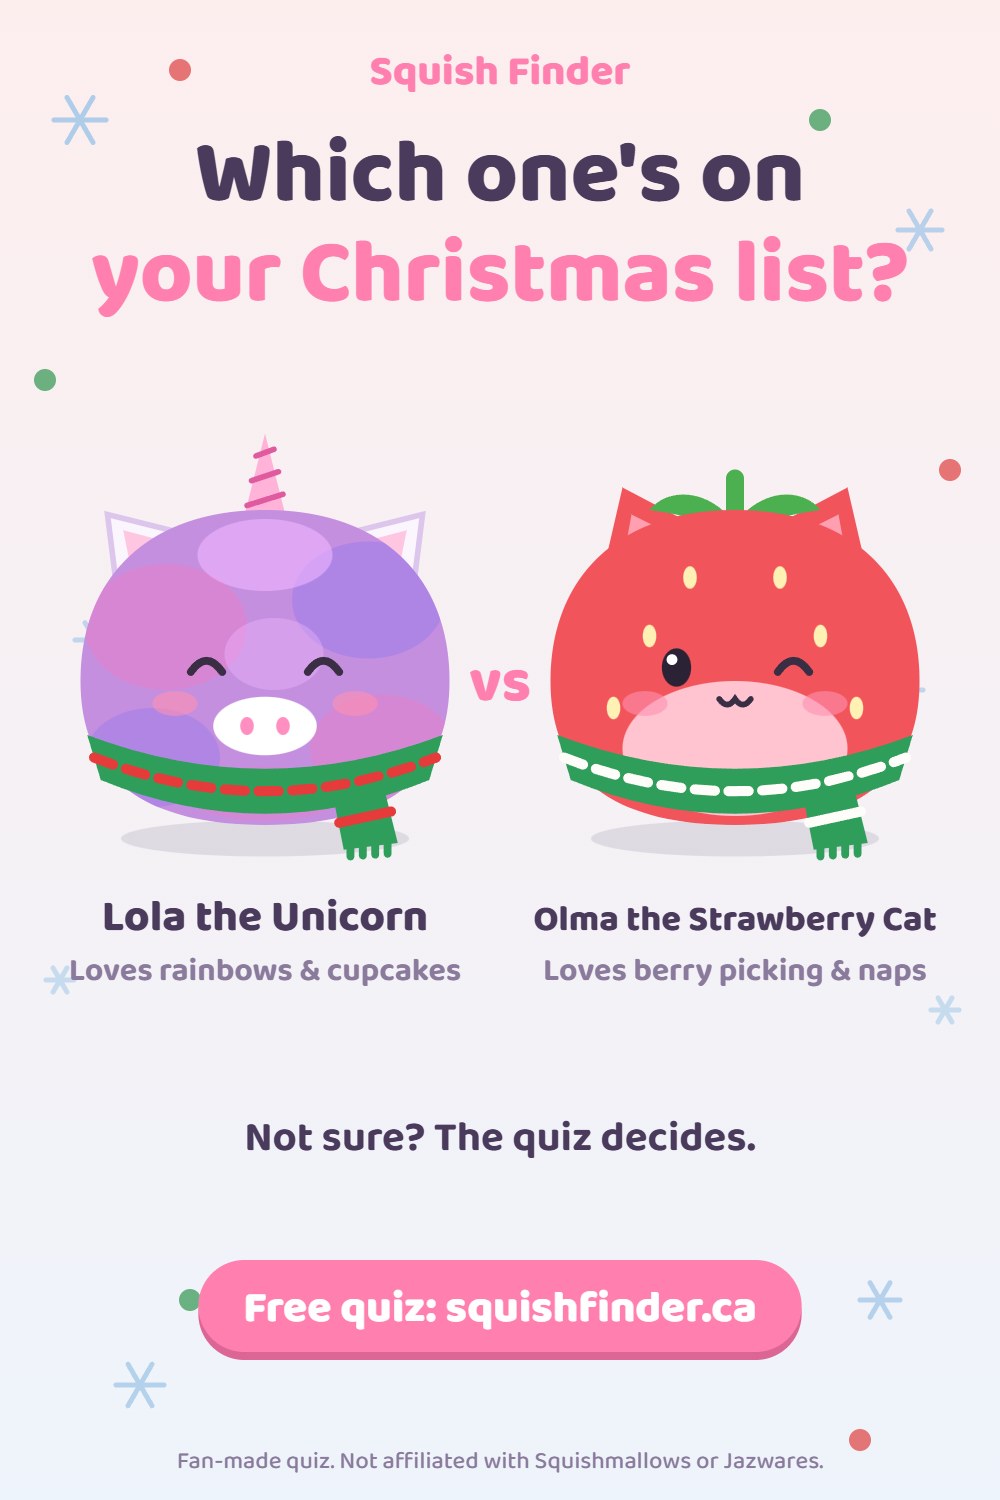 Squish Finder
Which one's on
your Christmas list?
vs
Lola the Unicorn
Loves rainbows & cupcakes
Olma the Strawberry Cat
Loves berry picking & naps
Not sure? The quiz decides.
Free quiz: squishfinder.ca
Fan-made quiz. Not affiliated with Squishmallows or Jazwares.